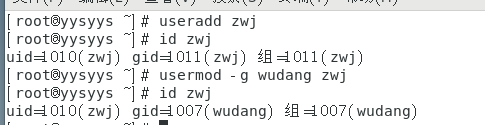 [root@yysyys ~]# useradd zwj
[root@yysyys ~]# id zwj
uid=1010(zwj) gid=1011(zwj) 组=1011(zwj)
[root@yysyys ~]# usermod -g wudang zwj
[root@yysyys ~]# id zwj
uid=1010(zwj) gid=1007(wudang) 组=1007(wudang)
[root@yysyys ~]#